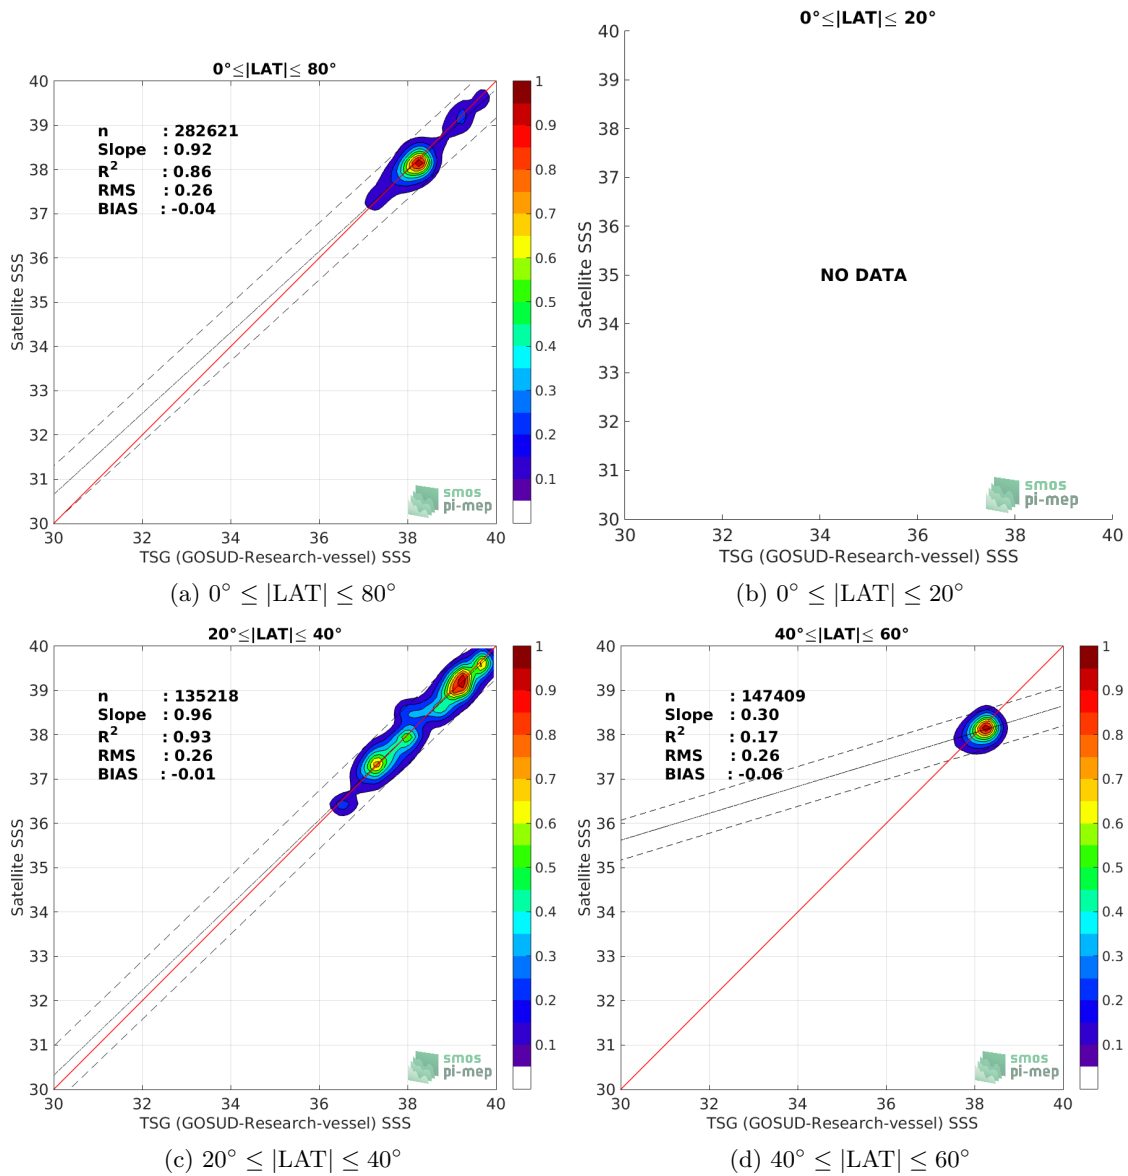 0°≤|LAT|≤ 80°
40
39
38
37
36
35
34
33
32
31
30
n : 282621
Slope : 0.92
R² : 0.86
RMS : 0.26
BIAS : -0.04
Satellite SSS
smos
pi-mep
30 32 34 36 38 40
TSG (GOSUD-Research-vessel) SSS
1
0.9
0.8
0.7
0.6
0.5
0.4
0.3
0.2
0.1
(a) 0° ≤ |LAT| ≤ 80°
0°≤|LAT|≤ 20°
40
39
38
37
36
35
34
33
32
31
30
Satellite SSS
NO DATA
smos
pi-mep
30 32 34 36 38 40
TSG (GOSUD-Research-vessel) SSS
(b) 0° ≤ |LAT| ≤ 20°
20°≤|LAT|≤ 40°
40
39
38
37
36
35
34
33
32
31
30
n : 135218
Slope : 0.96
R² : 0.93
RMS : 0.26
BIAS : -0.01
Satellite SSS
smos
pi-mep
30 32 34 36 38 40
TSG (GOSUD-Research-vessel) SSS
1
0.9
0.8
0.7
0.6
0.5
0.4
0.3
0.2
0.1
(c) 20° ≤ |LAT| ≤ 40°
40°≤|LAT|≤ 60°
40
39
38
37
36
35
34
33
32
31
30
n : 147409
Slope : 0.30
R² : 0.17
RMS : 0.26
BIAS : -0.06
Satellite SSS
smos
pi-mep
30 32 34 36 38 40
TSG (GOSUD-Research-vessel) SSS
1
0.9
0.8
0.7
0.6
0.5
0.4
0.3
0.2
0.1
(d) 40° ≤ |LAT| ≤ 60°